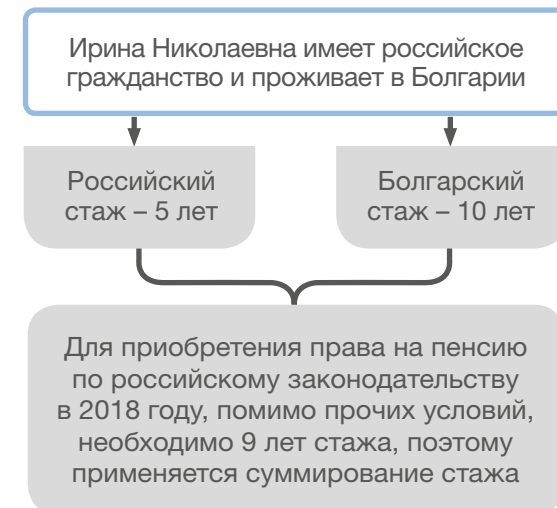 Ирина Николаевна имеет российское
гражданство и проживает в Болгарии
Российский
стаж – 5 лет
Болгарский
стаж – 10 лет
Для приобретения права на пенсию
по российскому законодательству
в 2018 году, помимо прочих условий,
необходимо 9 лет стажа, поэтому
применяется суммирование стажа